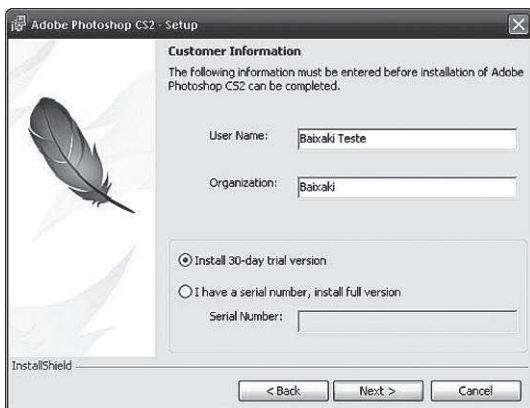 Adobe Photoshop CS2 - Setup
Customer Information
The following information must be entered before installation of Adobe
Photoshop CS2 can be completed.
User Name: Baixaki Teste
Organization: Baixaki
Install 30-day trial version
I have a serial number, install full version
Serial Number:
InstallShield
< Back Next > Cancel